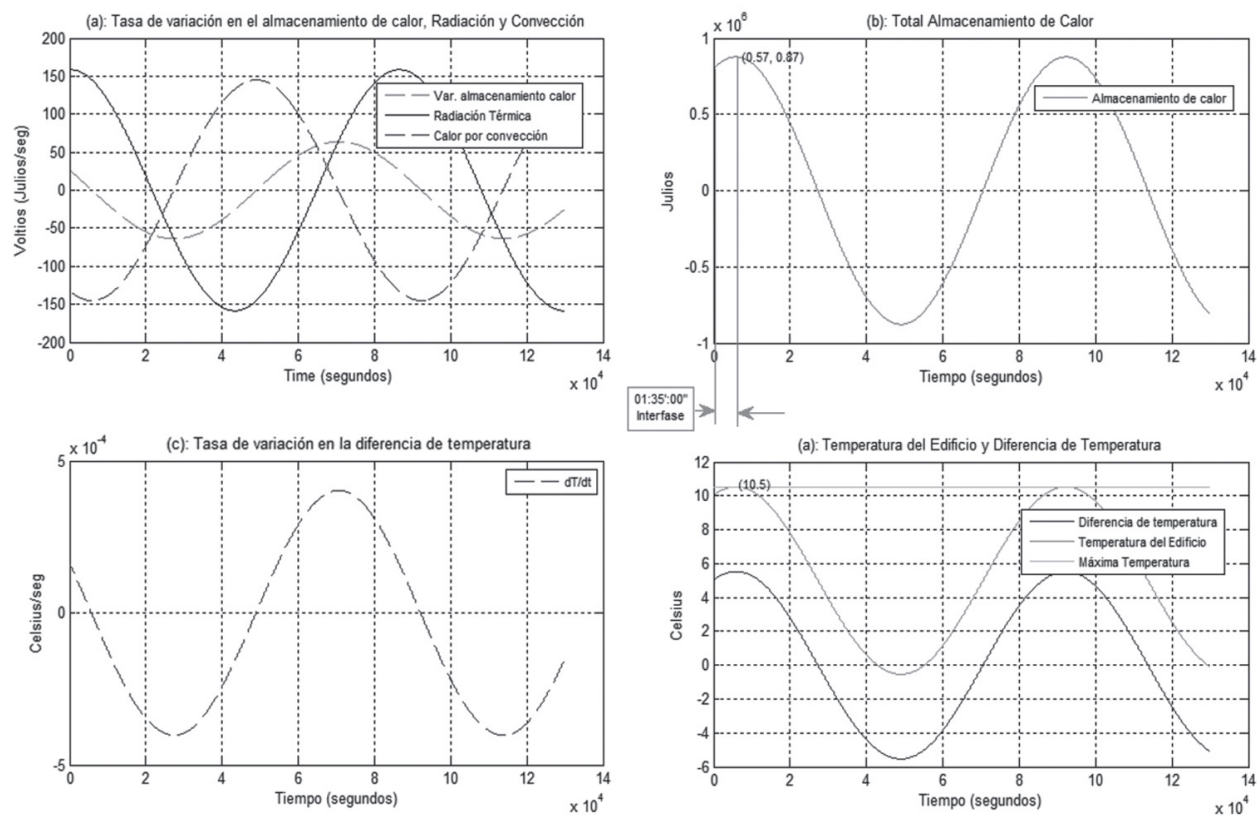 (a): Tasa de variación en el almacenamiento de calor, Radiación y Convección
200
150
100
50
0
-50
-100
-150
-200
Voltios (Julios/seg)
Var. almacenamiento calor
Radiación Térmica
Calor por convección
0 2 4 6 8 10 12 14
Time (segundos)
x 10^4
(b): Total Almacenamiento de Calor
x 10^6
1
0.5
0
-0.5
-1
Julios
(0.57, 0.87)
Almacenamiento de calor
0 2 4 6 8 10 12 14
Tiempo (segundos)
x 10^4
01:35':00"
Interfase
(c): Tasa de variación en la diferencia de temperatura
x 10^-4
5
0
-5
Celsius/seg
dT/dt
0 2 4 6 8 10 12 14
Tiempo (segundos)
x 10^4
(a): Temperatura del Edificio y Diferencia de Temperatura
12
10
8
6
4
2
0
-2
-4
-6
Celsius
(10.5)
Diferencia de temperatura
Temperatura del Edificio
Máxima Temperatura
0 2 4 6 8 10 12 14
Tiempo (segundos)
x 10^4